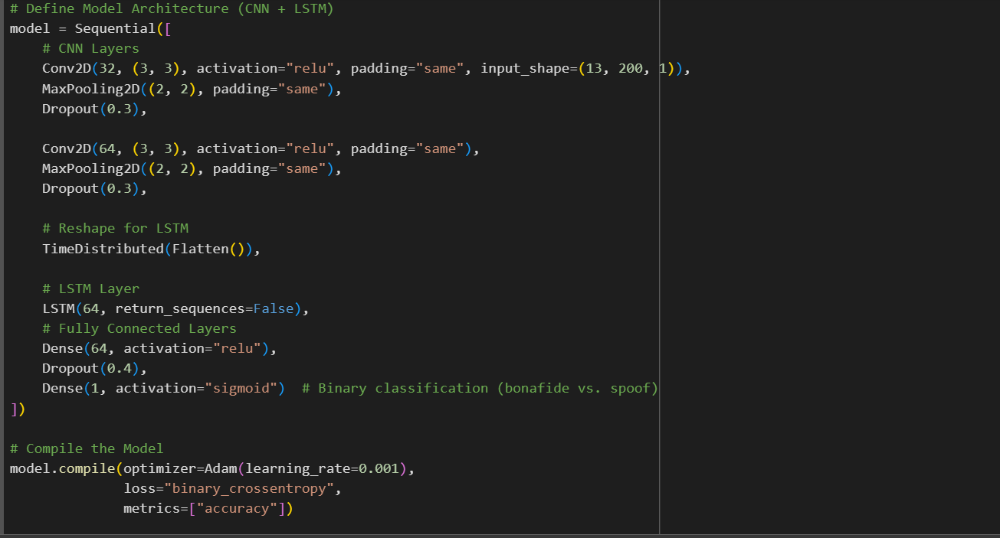 # Define Model Architecture (CNN + LSTM)
model = Sequential([
    # CNN Layers
    Conv2D(32, (3, 3), activation="relu", padding="same", input_shape=(13, 200, 1)),
    MaxPooling2D((2, 2), padding="same"),
    Dropout(0.3),

    Conv2D(64, (3, 3), activation="relu", padding="same"),
    MaxPooling2D((2, 2), padding="same"),
    Dropout(0.3),

    # Reshape for LSTM
    TimeDistributed(Flatten()),

    # LSTM Layer
    LSTM(64, return_sequences=False),
    # Fully Connected Layers
    Dense(64, activation="relu"),
    Dropout(0.4),
    Dense(1, activation="sigmoid")  # Binary classification (bonafide vs. spoof)
])

# Compile the Model
model.compile(optimizer=Adam(learning_rate=0.001),
              loss="binary_crossentropy",
              metrics=["accuracy"])